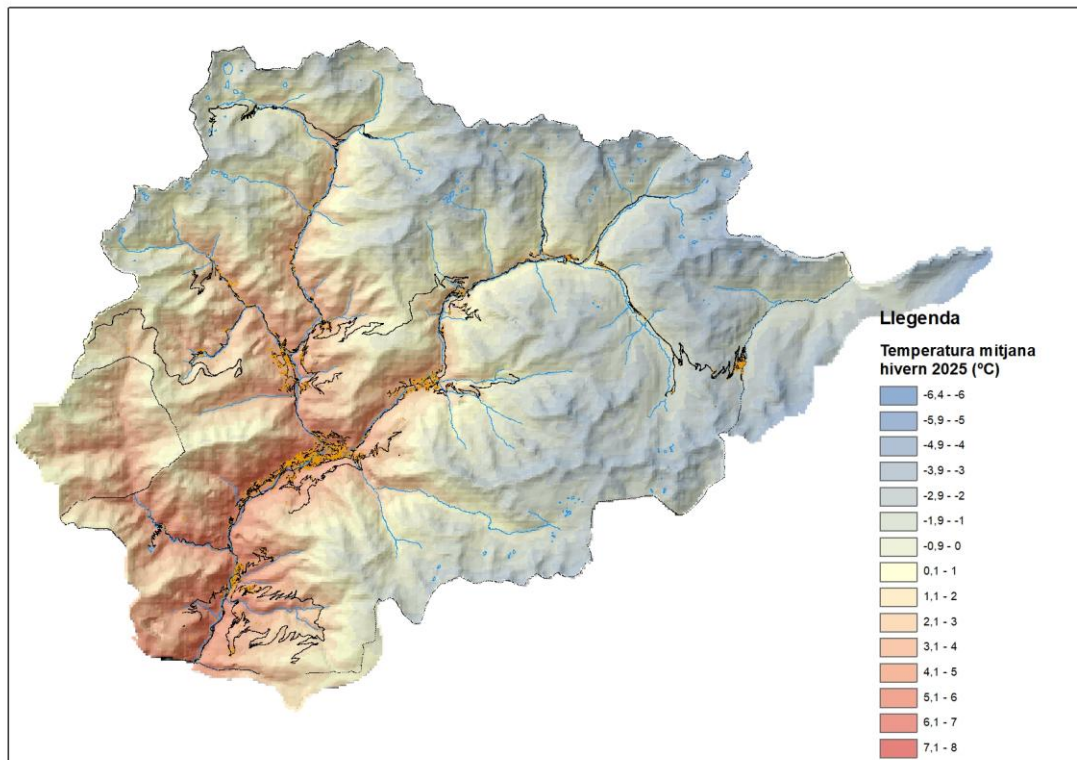 Llegenda
Temperatura mitjana
hivern 2025 (ºC)
-6,4 - -6
-5,9 - -5
-4,9 - -4
-3,9 - -3
-2,9 - -2
-1,9 - -1
-0,9 - 0
0,1 - 1
1,1 - 2
2,1 - 3
3,1 - 4
4,1 - 5
5,1 - 6
6,1 - 7
7,1 - 8